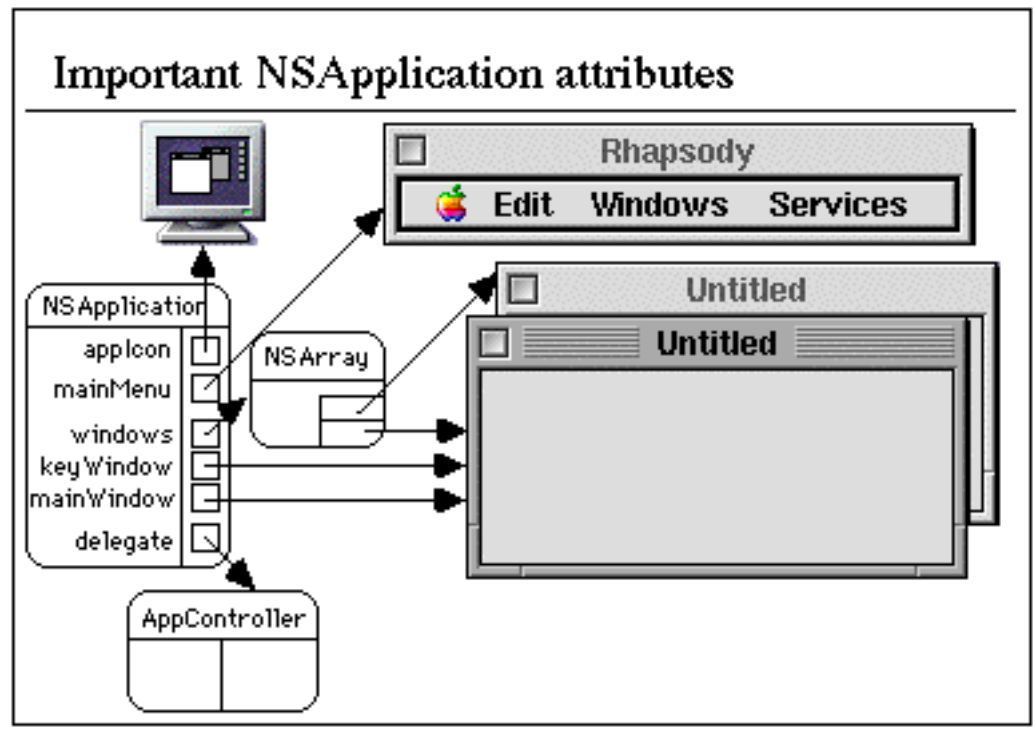 Important NSApplication attributes
Rhapsody
Edit Windows Services
NSApplication
appIcon
mainMenu
windows
keyWindow
mainWindow
delegate
NSArray
Untitled
Untitled
AppController